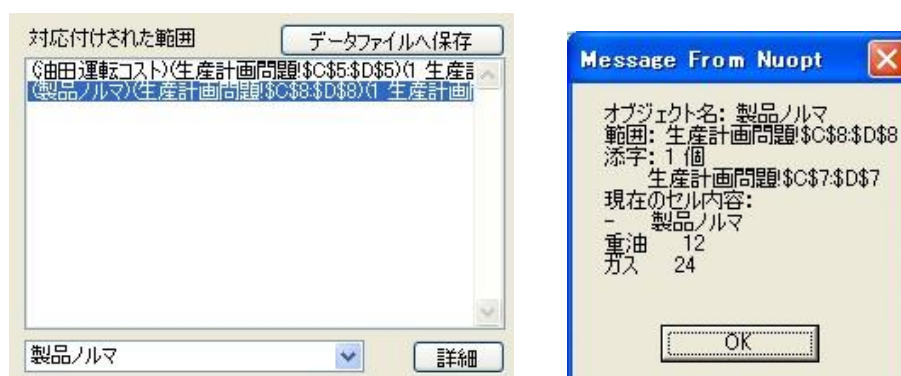 対応付けされた範囲
データファイルへ保存
(油田運転コスト)(生産計画問題!$C$5:$D$5)(1 生産計
(製品ノルマ)(生産計画問題!$C$8:$D$8)(1 生産計画
製品ノルマ
詳細
Message From Nuopt
オブジェクト名: 製品ノルマ
範囲: 生産計画問題!$C$8:$D$8
添字: 1 個
生産計画問題!$C$7:$D$7
現在のセル内容:
- 製品ノルマ
重油 12
ガス 24
OK